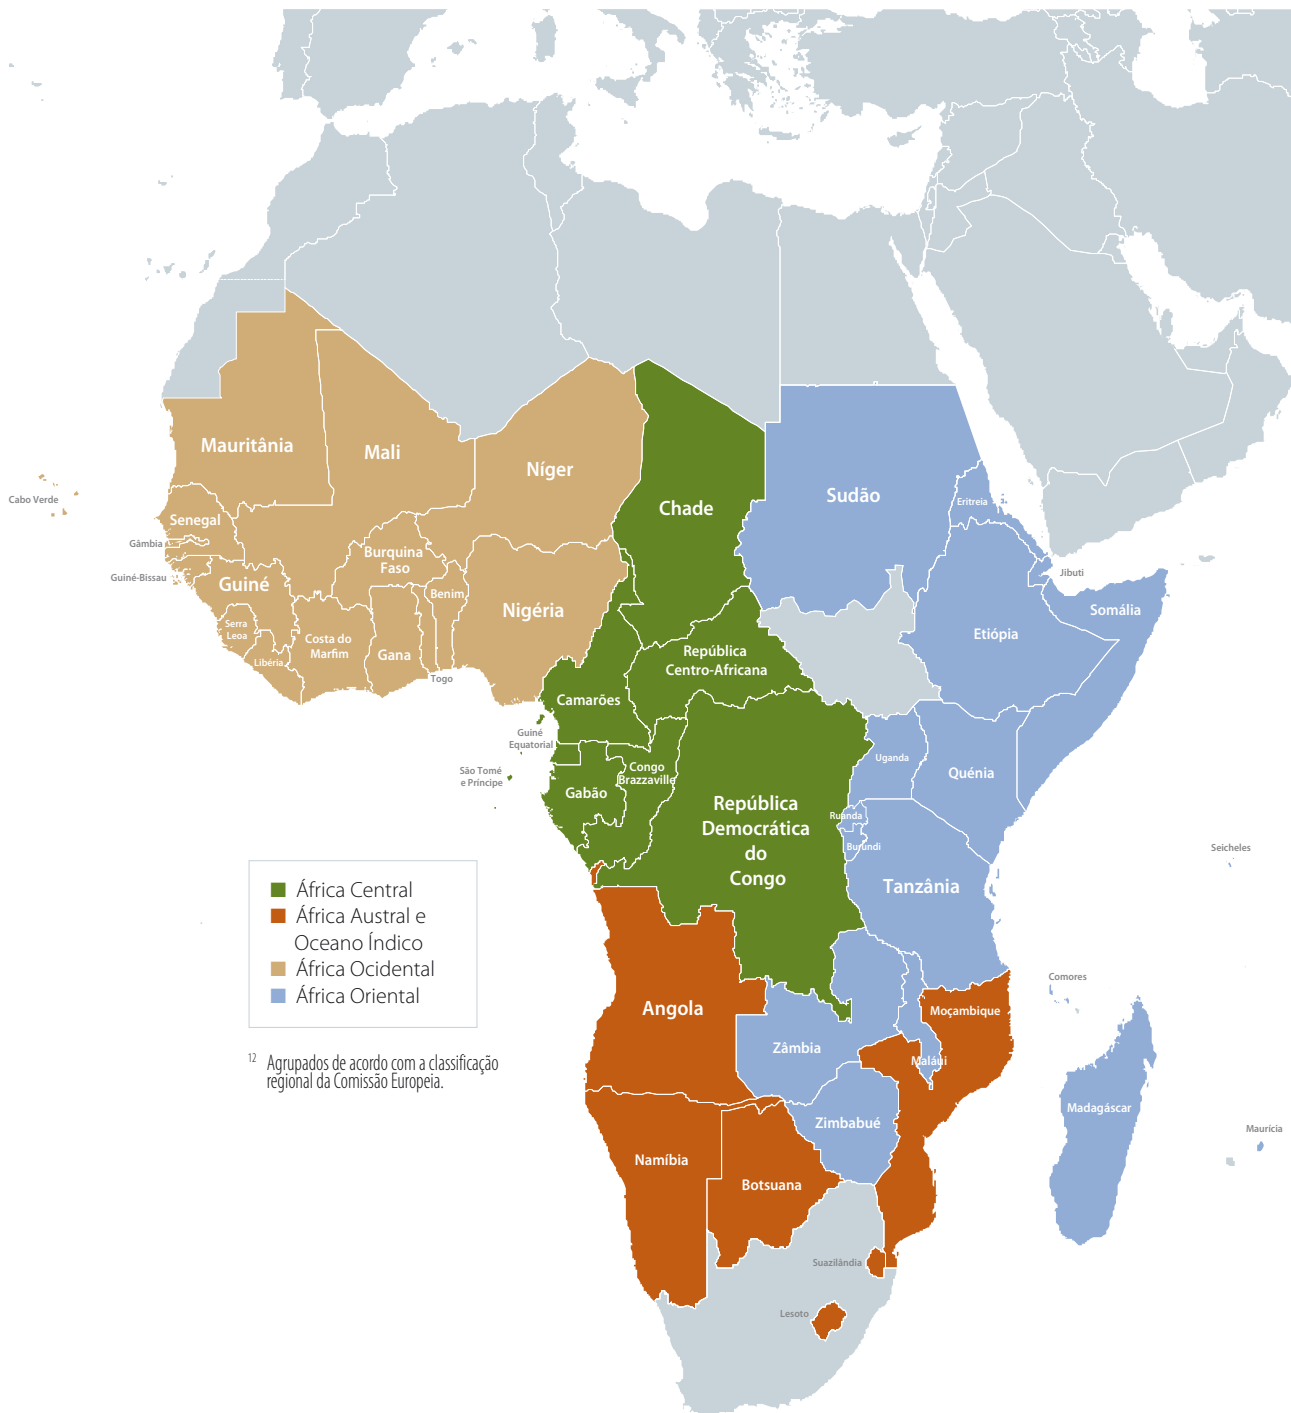 Mauritânia
Mali
Níger
Chade
Sudão
Eritreia
Cabo Verde
Senegal
Gâmbia
Guiné-Bissau
Guiné
Burquina
Faso
Benim
Nigéria
Serra
Leoa
Libéria
Costa do
Marfim
Gana
Togo
Jibuti
Somália
Etiópia
República
Centro-Africana
Camarões
Guiné
Equatorial
São Tomé
e Príncipe
Gabão
Congo
Brazzaville
Uganda
Quénia
República
Democrática
do
Congo
Ruanda
Burundi
Tanzânia
Seicheles
África Central
África Austral e
Oceano Índico
África Ocidental
África Oriental
12 Agrupados de acordo com a classificação
regional da Comissão Europeia.
Comores
Angola
Moçambique
Zâmbia
Maláui
Madagáscar
Zimbabué
Maurícia
Namíbia
Botsuana
Suazilândia
Lesoto